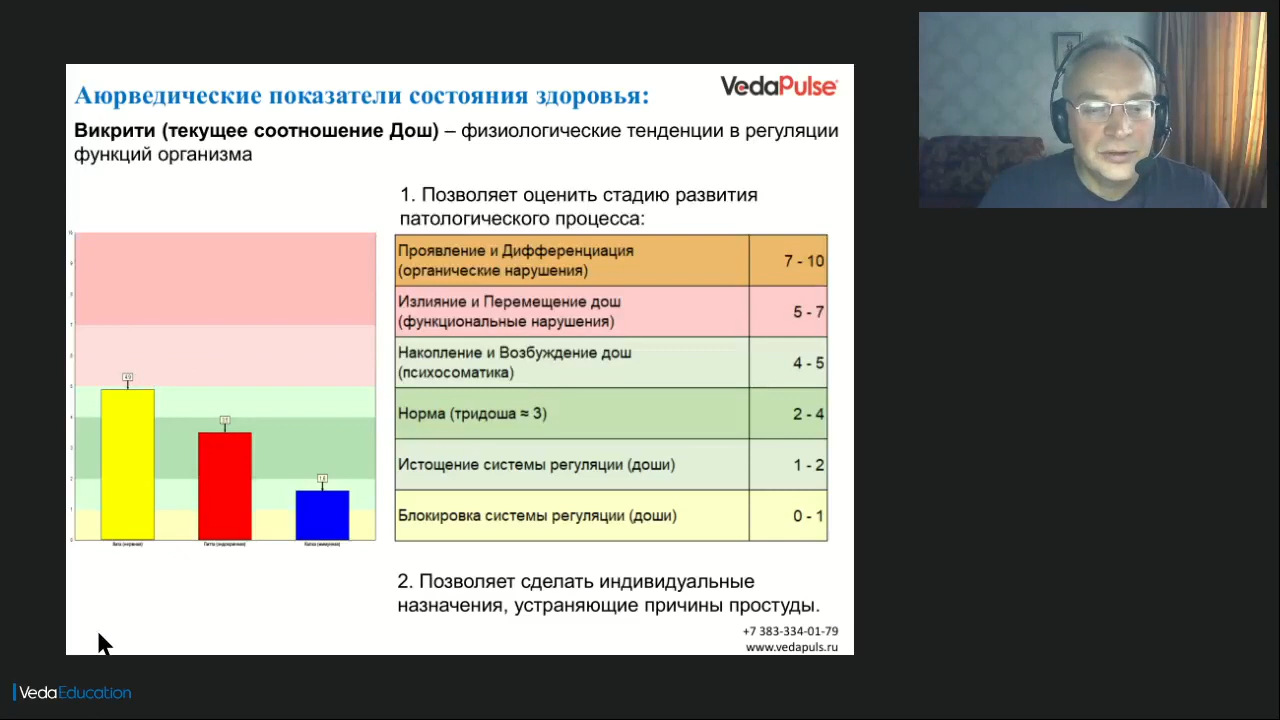 Аюрведические показатели состояния здоровья:
VedaPulse
Викрити (текущее соотношение Дош) – физиологические тенденции в регуляции
функций организма
1. Позволяет оценить стадию развития
патологического процесса:
Проявление и Дифференциация
(органические нарушения)
7 - 10
Излияние и Перемещение дош
(функциональные нарушения)
5 - 7
Накопление и Возбуждение дош
(психосоматика)
4 - 5
Норма (тридоша ≈ 3)
2 - 4
Истощение системы регуляции (доши)
1 - 2
Блокировка системы регуляции (доши)
0 - 1
4.9
2. Позволяет сделать индивидуальные
назначения, устраняющие причины простуды.
+7 383-334-01-79
www.vedapuls.ru
VedaEducation